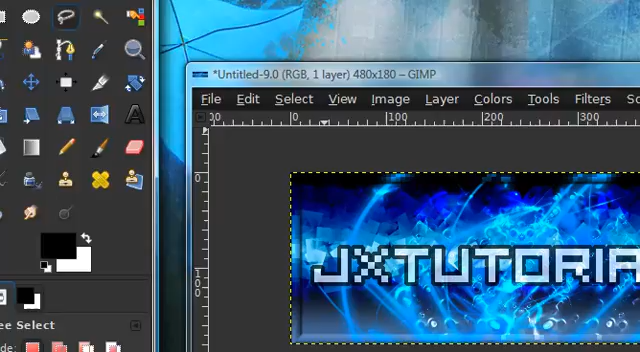 *Untitled-9.0 (RGB, 1 layer) 480x180 – GIMP
File Edit Select View Image Layer Colors Tools Filters
0 100 200 300
0
100
JXTUTORIA
ee Select
de: